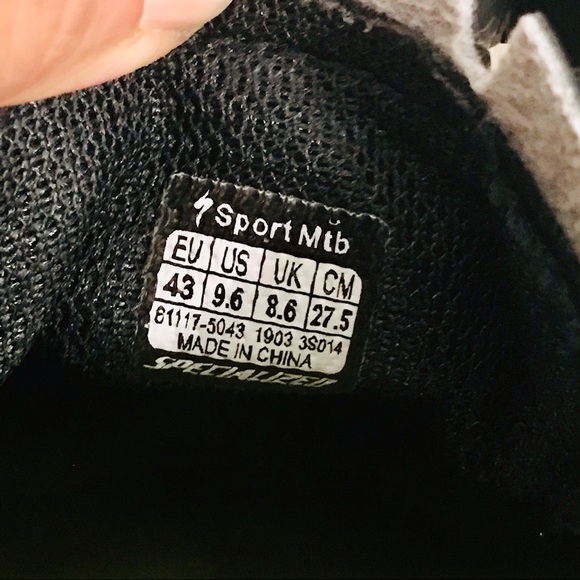 Sport Mtb
EU US UK CM
43 9.6 8.6 27.5
81117-5043 1903 3S014
MADE IN CHINA
SPECIALIZED